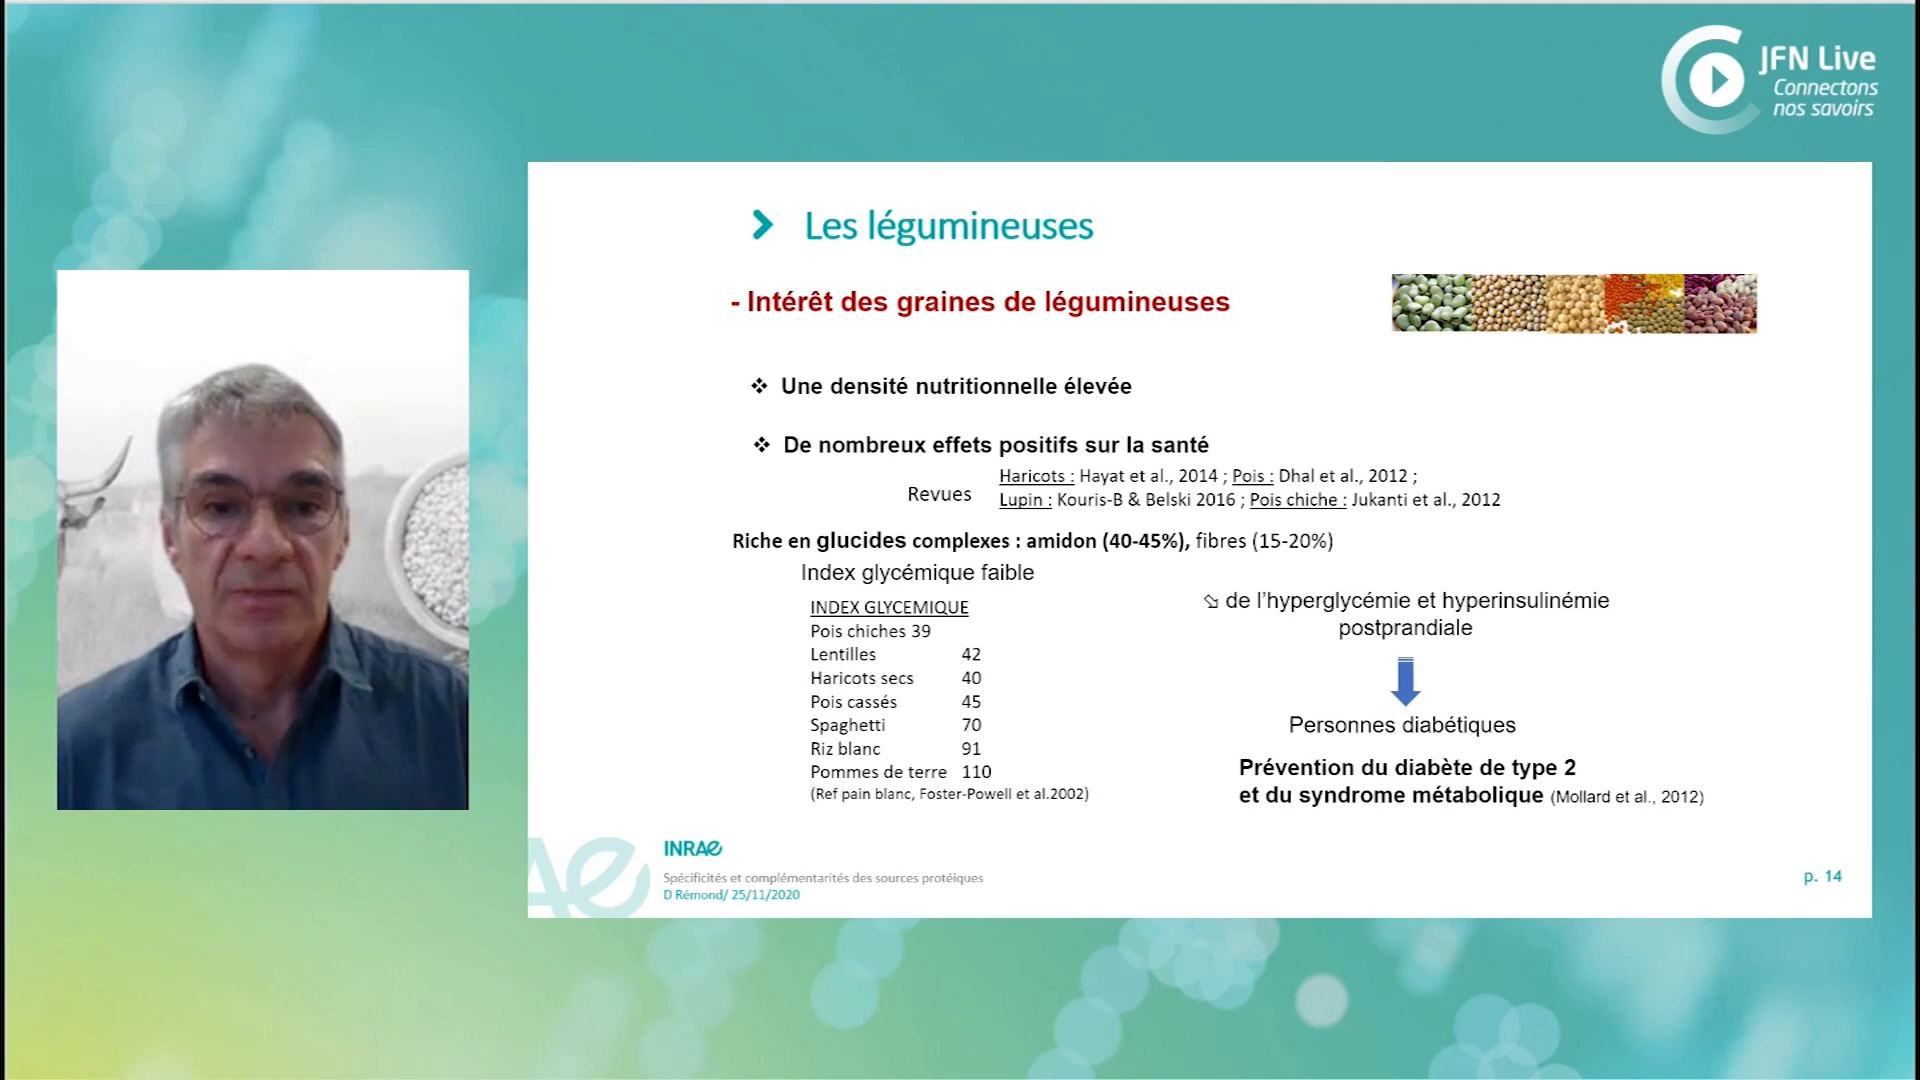 JFN Live
Connectons
nos savoirs
Les légumineuses
- Intérêt des graines de légumineuses
❖ Une densité nutritionnelle élevée
❖ De nombreux effets positifs sur la santé
Revues
Haricots : Hayat et al., 2014 ; Pois : Dhal et al., 2012 ;
Lupin : Kouris-B & Belski 2016 ; Pois chiche : Jukanti et al., 2012
Riche en glucides complexes : amidon (40-45%), fibres (15-20%)
Index glycémique faible
INDEX GLYCEMIQUE
Pois chiches 39
Lentilles 42
Haricots secs 40
Pois cassés 45
Spaghetti 70
Riz blanc 91
Pommes de terre 110
(Ref pain blanc, Foster-Powell et al.2002)
de l'hyperglycémie et hyperinsulinémie
postprandiale
Personnes diabétiques
Prévention du diabète de type 2
et du syndrome métabolique (Mollard et al., 2012)
INRAE
Spécificités et complémentarités des sources protéiques
D Rémond/ 25/11/2020
p. 14